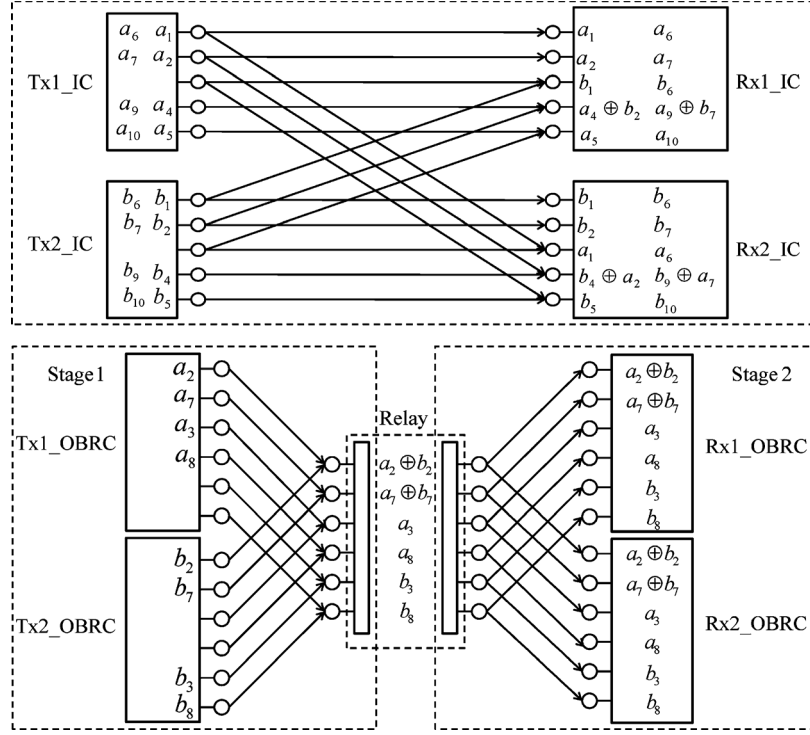 Tx1_IC
a₆ a₁
a₇ a₂
a₉ a₄
a₁₀ a₅
a₁ a₆
a₂ a₇
b₁ b₆
a₄ ⊕ b₂ a₉ ⊕ b₇
a₅ a₁₀
Rx1_IC
Tx2_IC
b₆ b₁
b₇ b₂
b₉ b₄
b₁₀ b₅
b₁ b₆
b₂ b₇
a₁ a₆
b₄ ⊕ a₂ b₉ ⊕ a₇
b₅ b₁₀
Rx2_IC
Stage1
Tx1_OBRC
a₂
a₇
a₃
a₈
Tx2_OBRC
b₂
b₇
b₃
b₈
Relay
a₂ ⊕ b₂
a₇ ⊕ b₇
a₃
a₈
b₃
b₈
Stage 2
a₂ ⊕ b₂
a₇ ⊕ b₇
a₃
a₈
b₃
b₈
Rx1_OBRC
a₂ ⊕ b₂
a₇ ⊕ b₇
a₃
a₈
b₃
b₈
Rx2_OBRC